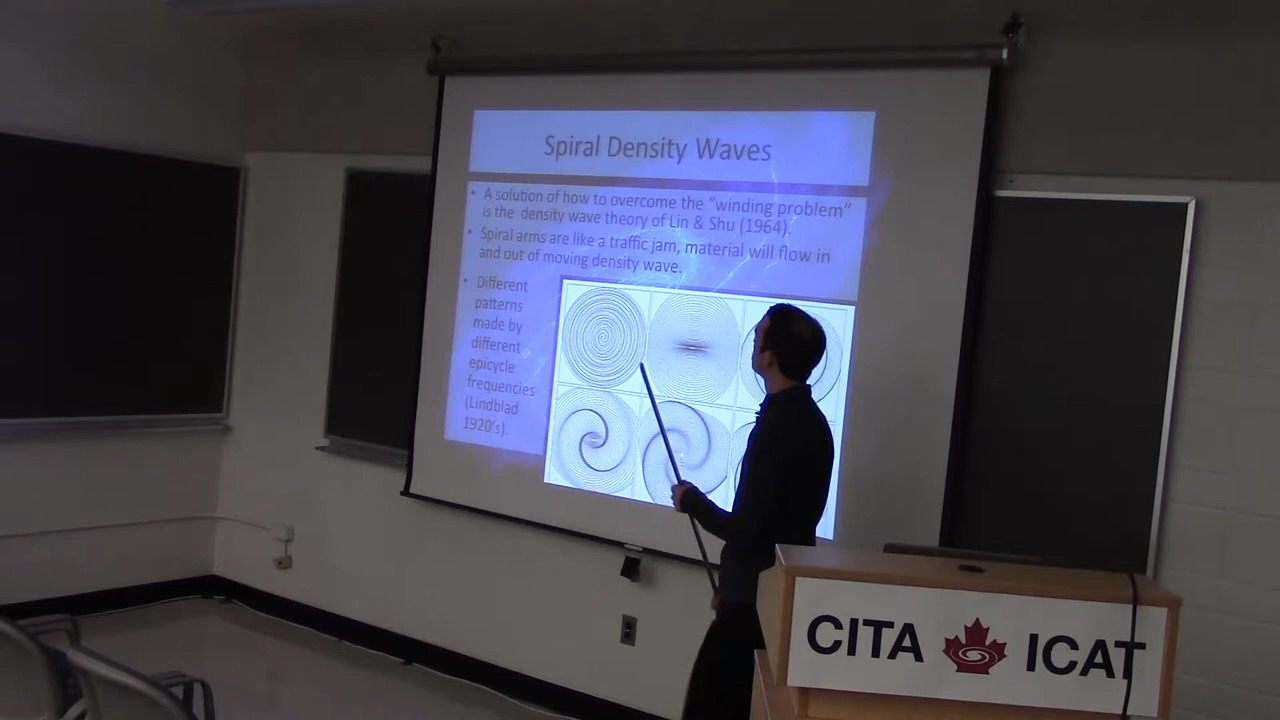 Spiral Density Waves
• A solution of how to overcome the “winding problem”
is the density wave theory of Lin & Shu (1964).
• Spiral arms are like a traffic jam, material will flow in
and out of moving density wave.
• Different
patterns
made by
different
epicycle
frequencies
(Lindblad
1920's).
CITA ICAT